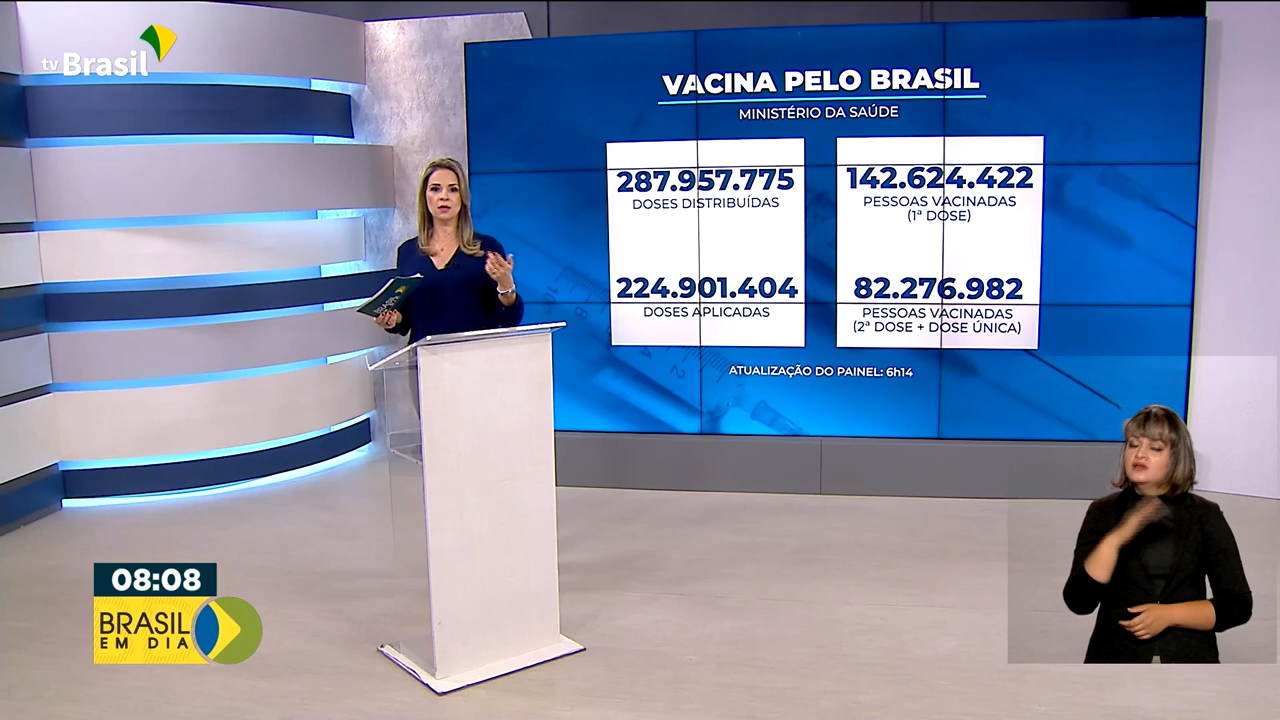 tv Brasil
VACINA PELO BRASIL
MINISTÉRIO DA SAÚDE
287.957.775
DOSES DISTRIBUÍDAS
224.901.404
DOSES APLICADAS
142.624.422
PESSOAS VACINADAS
(1ª DOSE)
82.276.982
PESSOAS VACINADAS
(2ª DOSE + DOSE ÚNICA)
ATUALIZAÇÃO DO PAINEL: 6h14
08:08
BRASIL
EM DIA